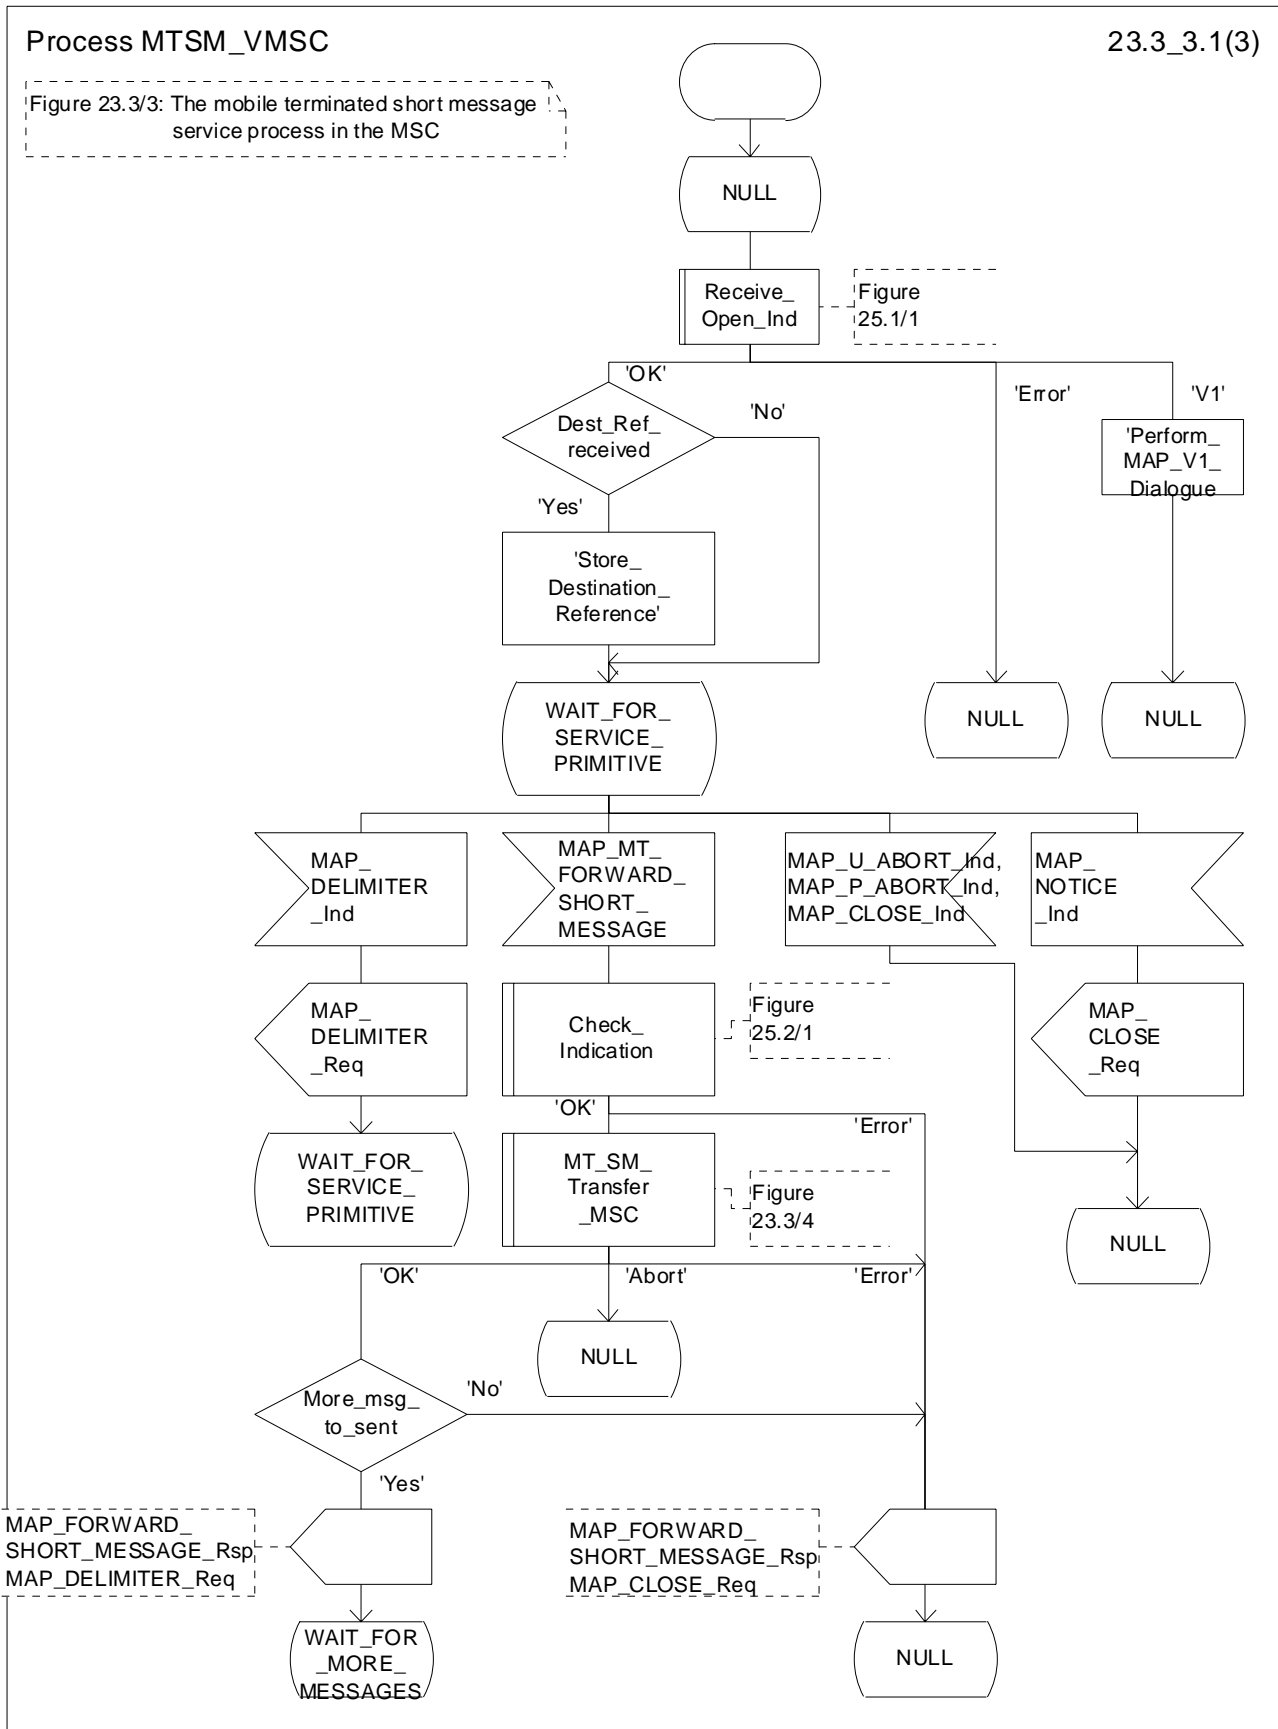 Process MTSM_VMSC
23.3_3.1(3)
Figure 23.3/3: The mobile terminated short message
service process in the MSC
NULL
Receive_
Open_Ind
Figure
25.1/1
'OK'
'Error'
'V1'
Dest_Ref_
received
'No'
'Perform_
MAP_V1_
Dialogue
'Yes'
'Store_
Destination_
Reference'
WAIT_FOR_
SERVICE_
PRIMITIVE
NULL
NULL
MAP_
DELIMITER
_Ind
MAP_MT_
FORWARD_
SHORT_
MESSAGE
MAP_U_ABORT_Ind,
MAP_P_ABORT_Ind,
MAP_CLOSE_Ind
MAP_
NOTICE
_Ind
MAP_
DELIMITER
_Req
Check_
Indication
Figure
25.2/1
MAP_
CLOSE
_Req
'OK'
'Error'
WAIT_FOR_
SERVICE_
PRIMITIVE
MT_SM_
Transfer
_MSC
Figure
23.3/4
NULL
'OK'
'Abort'
'Error'
NULL
More_msg_
to_sent
'No'
'Yes'
MAP_FORWARD_
SHORT_MESSAGE_Rsp
MAP_DELIMITER_Req
MAP_FORWARD_
SHORT_MESSAGE_Rsp
MAP_CLOSE_Req
WAIT_FOR
_MORE_
MESSAGES
NULL